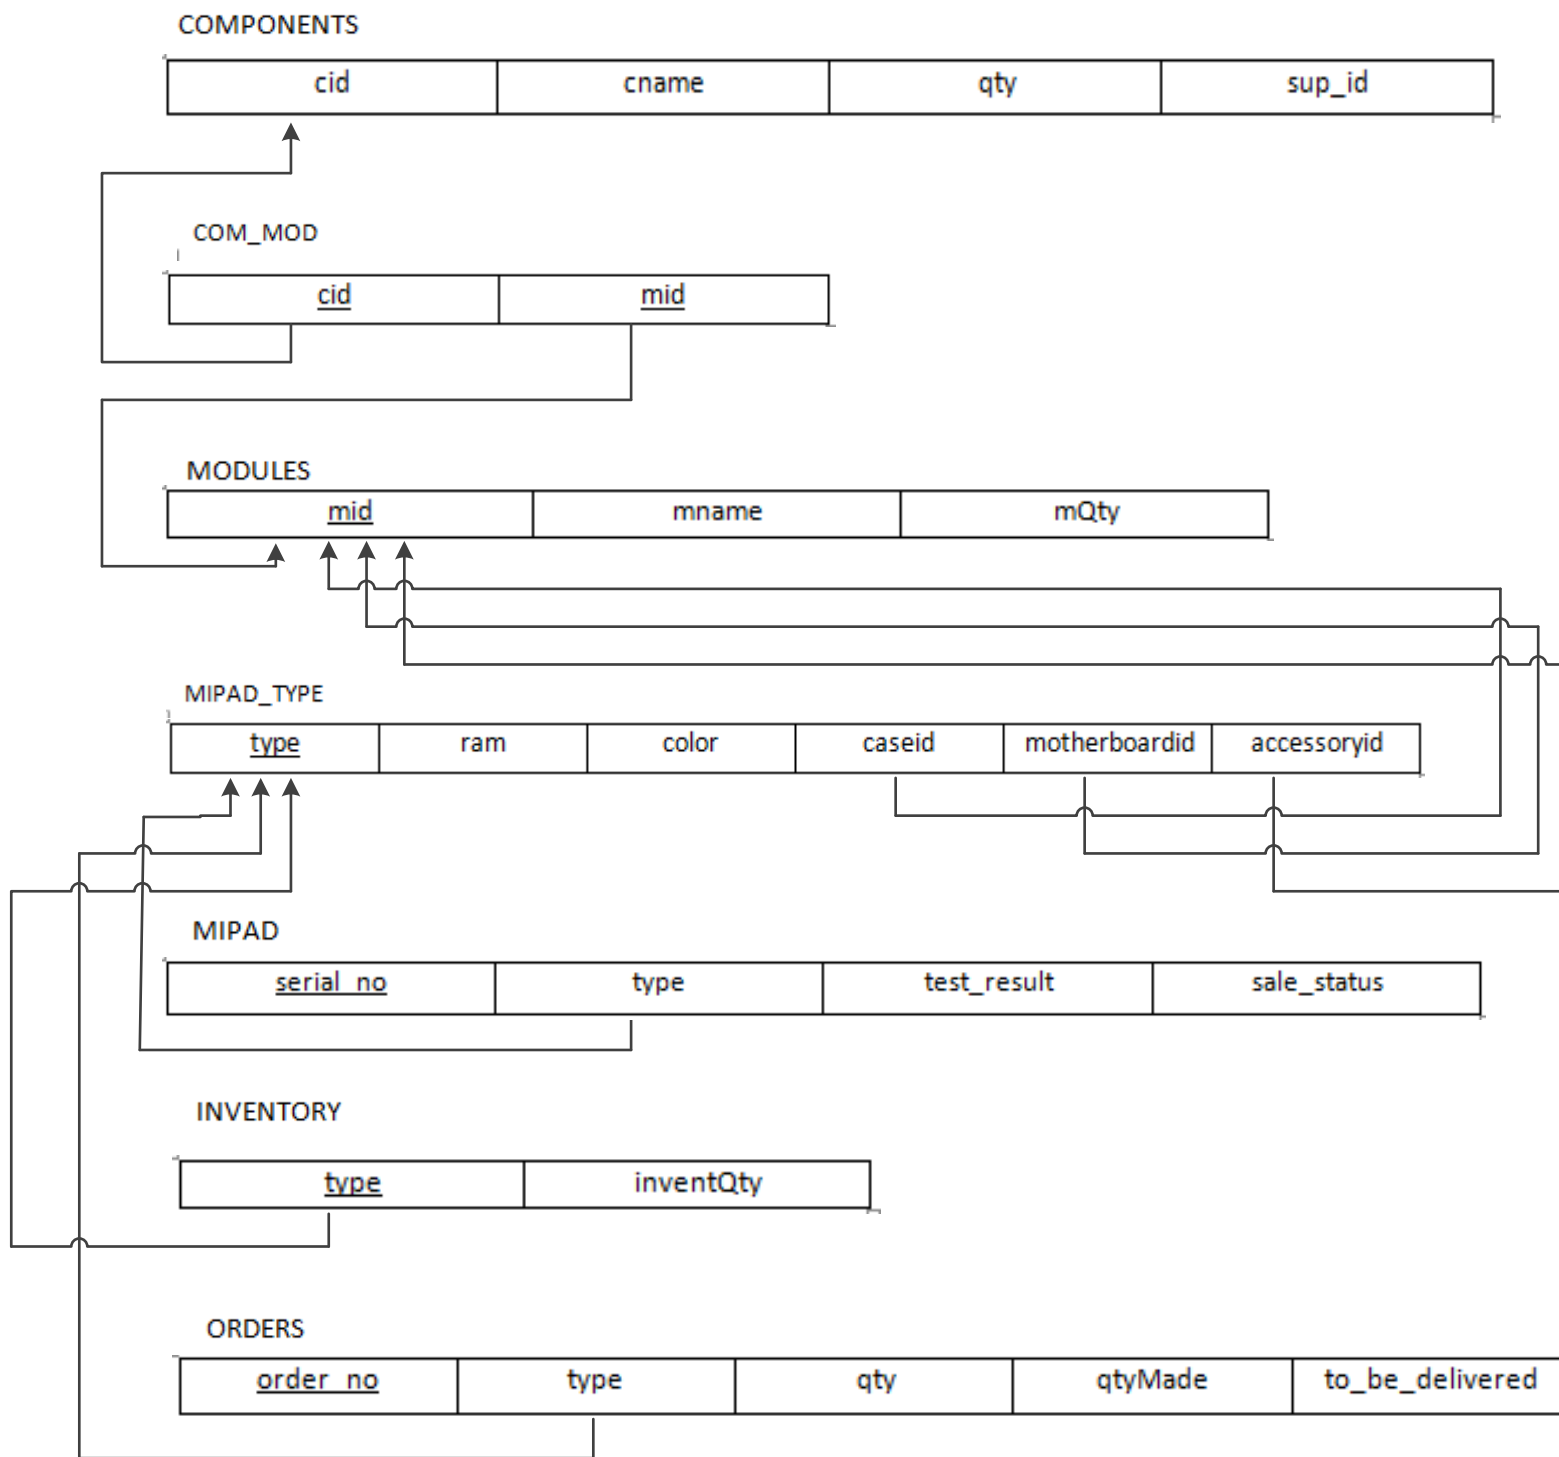 COMPONENTS
cid cname qty sup_id
COM_MOD
cid mid
MODULES
mid mname mQty
MIPAD_TYPE
type ram color caseid motherboardid accessoryid
MIPAD
serial_no type test_result sale_status
INVENTORY
type inventQty
ORDERS
order_no type qty qtyMade to_be_delivered